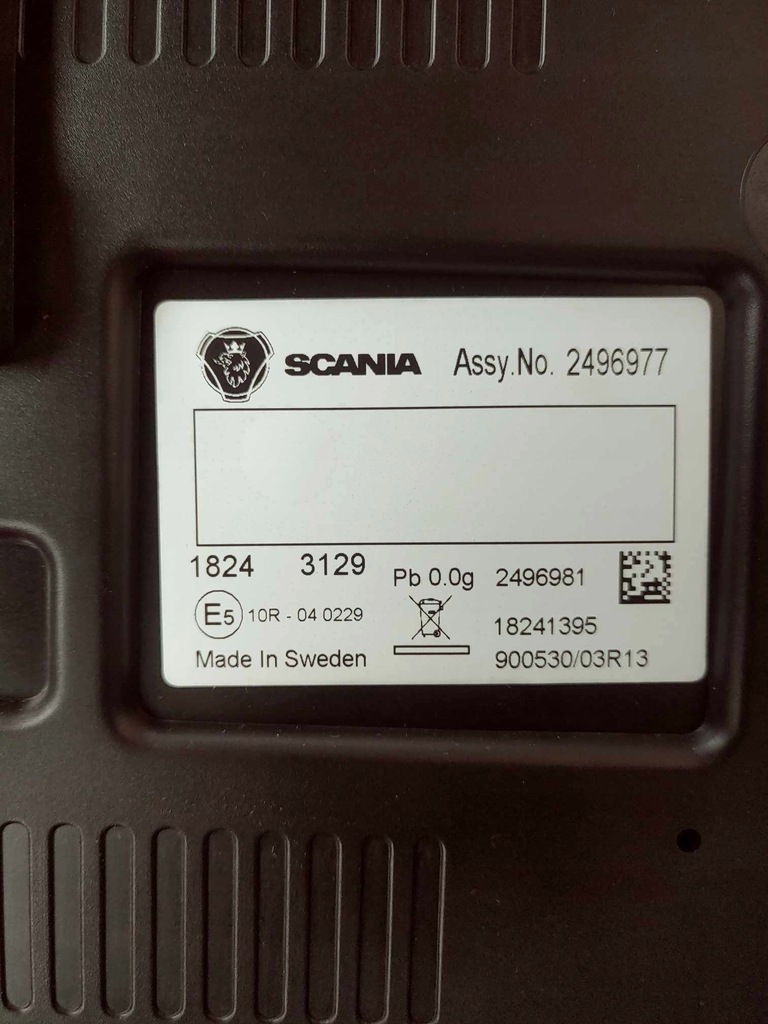 SCANIA Assy.No. 2496977
1824 3129 Pb 0.0g 2496981
E5 10R - 04 0229
18241395
Made In Sweden 900530/03R13